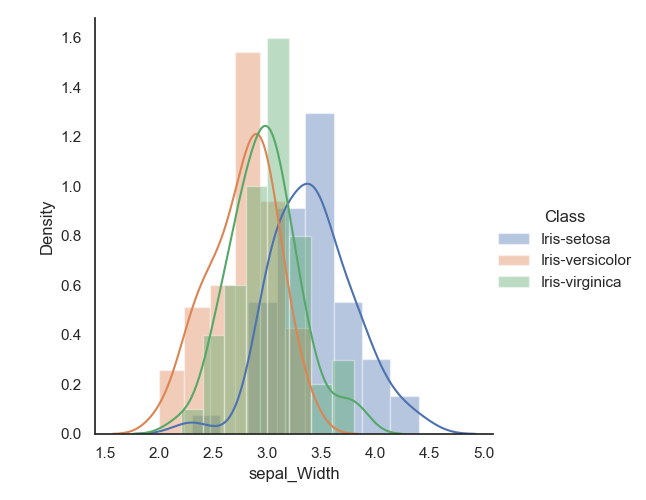 1.6
1.4
1.2
1.0
0.8
0.6
0.4
0.2
0.0
Density
1.5 2.0 2.5 3.0 3.5 4.0 4.5 5.0
sepal_Width
Class
Iris-setosa
Iris-versicolor
Iris-virginica